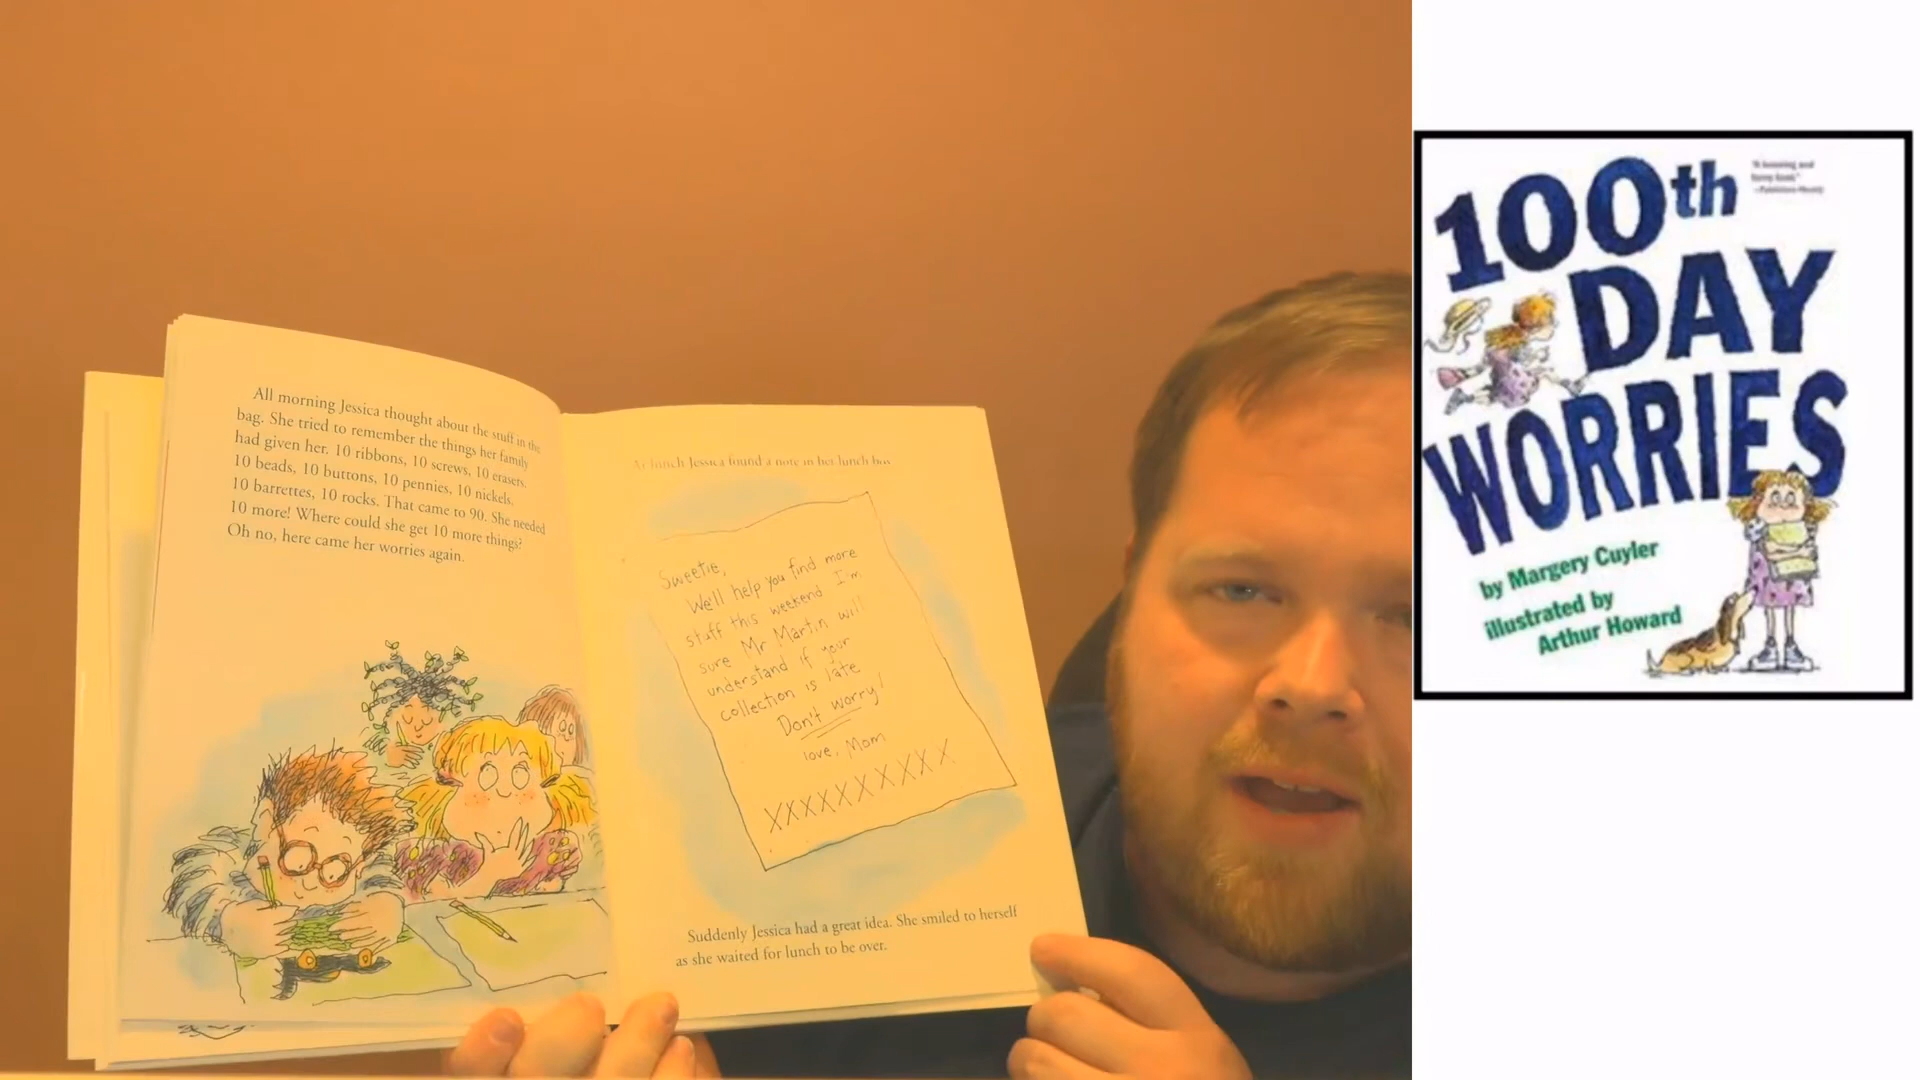 All morning Jessica thought about the stuff in the
bag. She tried to remember the things her family
had given her. 10 ribbons, 10 screws, 10 erasers,
10 beads, 10 buttons, 10 pennies, 10 nickels,
10 barrettes, 10 rocks. That came to 90. She needed
10 more! Where could she get 10 more things?
Oh no, here came her worries again.
At lunch Jessica found a note in her lunch box
Sweetie,
We'll help you find more
stuff this weekend I'm
sure Mr Martin will
understand if your
collection is late
Don't worry!
love, Mom
XXXXXXXXXX
Suddenly Jessica had a great idea. She smiled to herself
as she waited for lunch to be over.
100th
DAY
WORRIES
by Margery Cuyler
illustrated by
Arthur Howard